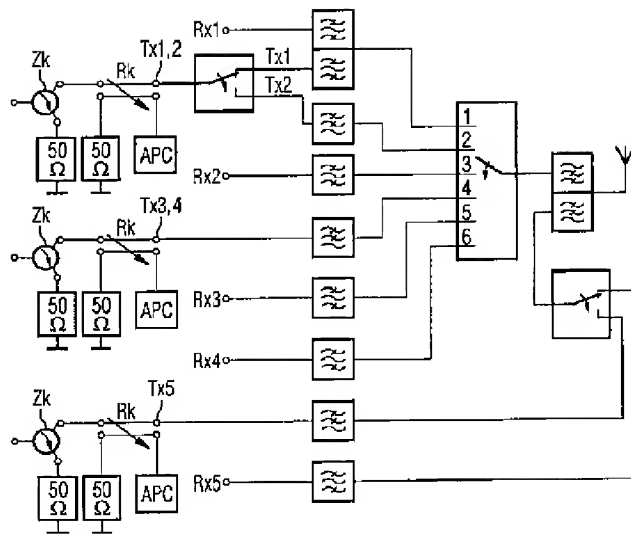 Rx1
Tx1,2
Tx1
Zk
Rk
Tx2
50 Ω
50 Ω
APC
1
2
3
4
5
6
Rx2
Tx3,4
Zk
Rk
50 Ω
50 Ω
APC
Rx3
Rx4
Tx5
Zk
Rk
50 Ω
50 Ω
APC
Rx5